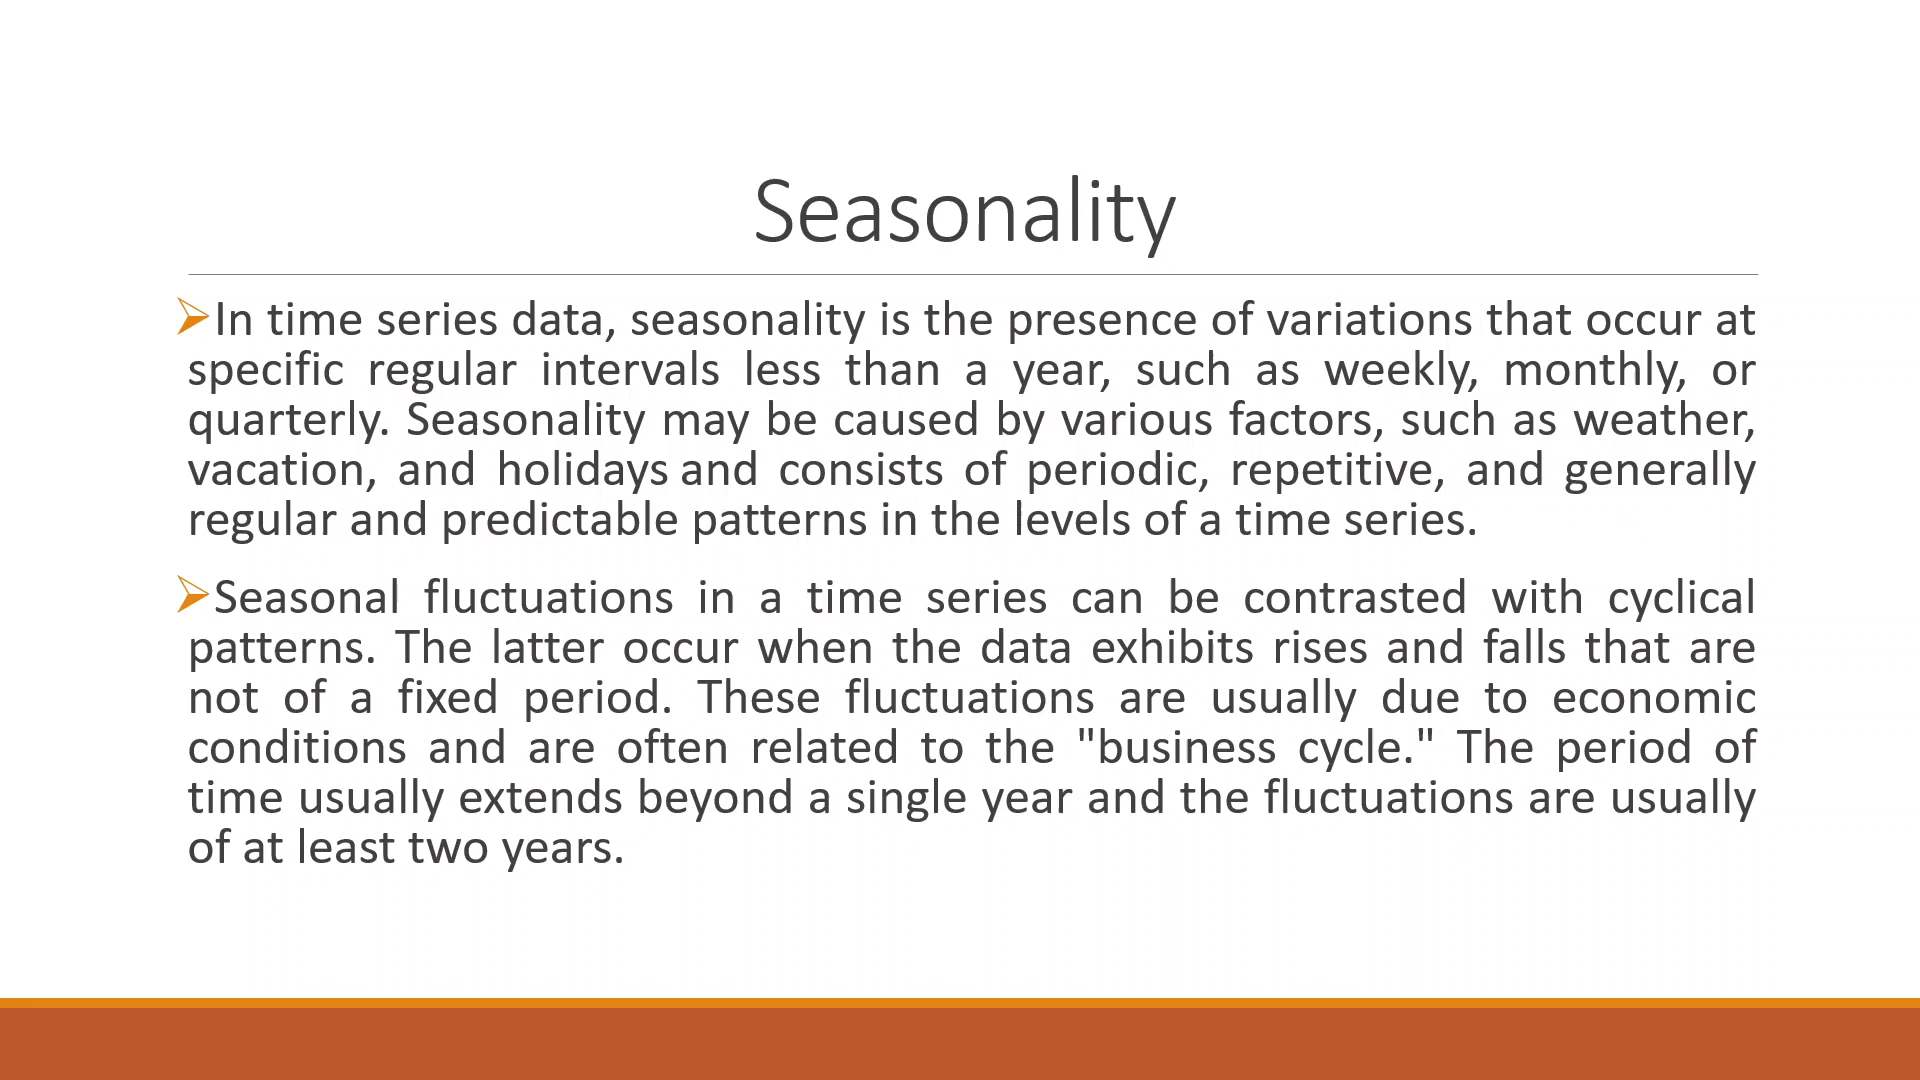 Seasonality
In time series data, seasonality is the presence of variations that occur at
specific regular intervals less than a year, such as weekly, monthly, or
quarterly. Seasonality may be caused by various factors, such as weather,
vacation, and holidays and consists of periodic, repetitive, and generally
regular and predictable patterns in the levels of a time series.
Seasonal fluctuations in a time series can be contrasted with cyclical
patterns. The latter occur when the data exhibits rises and falls that are
not of a fixed period. These fluctuations are usually due to economic
conditions and are often related to the "business cycle." The period of
time usually extends beyond a single year and the fluctuations are usually
of at least two years.